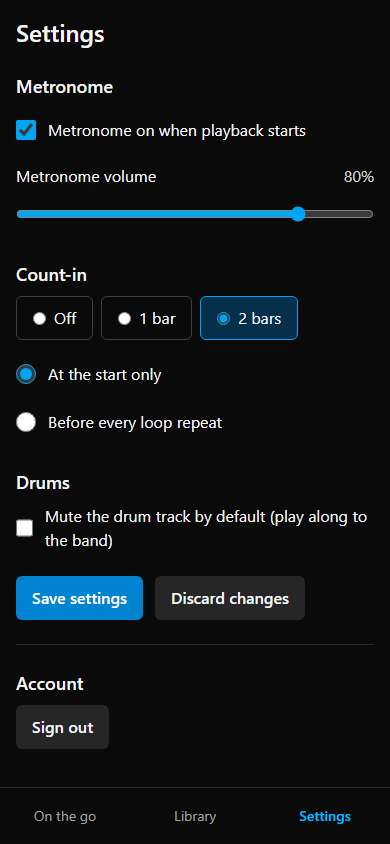 Settings
Metronome
Metronome on when playback starts
Metronome volume 80%
Count-in
Off 1 bar 2 bars
At the start only
Before every loop repeat
Drums
Mute the drum track by default (play along to
the band)
Save settings Discard changes
Account
Sign out
On the go Library Settings